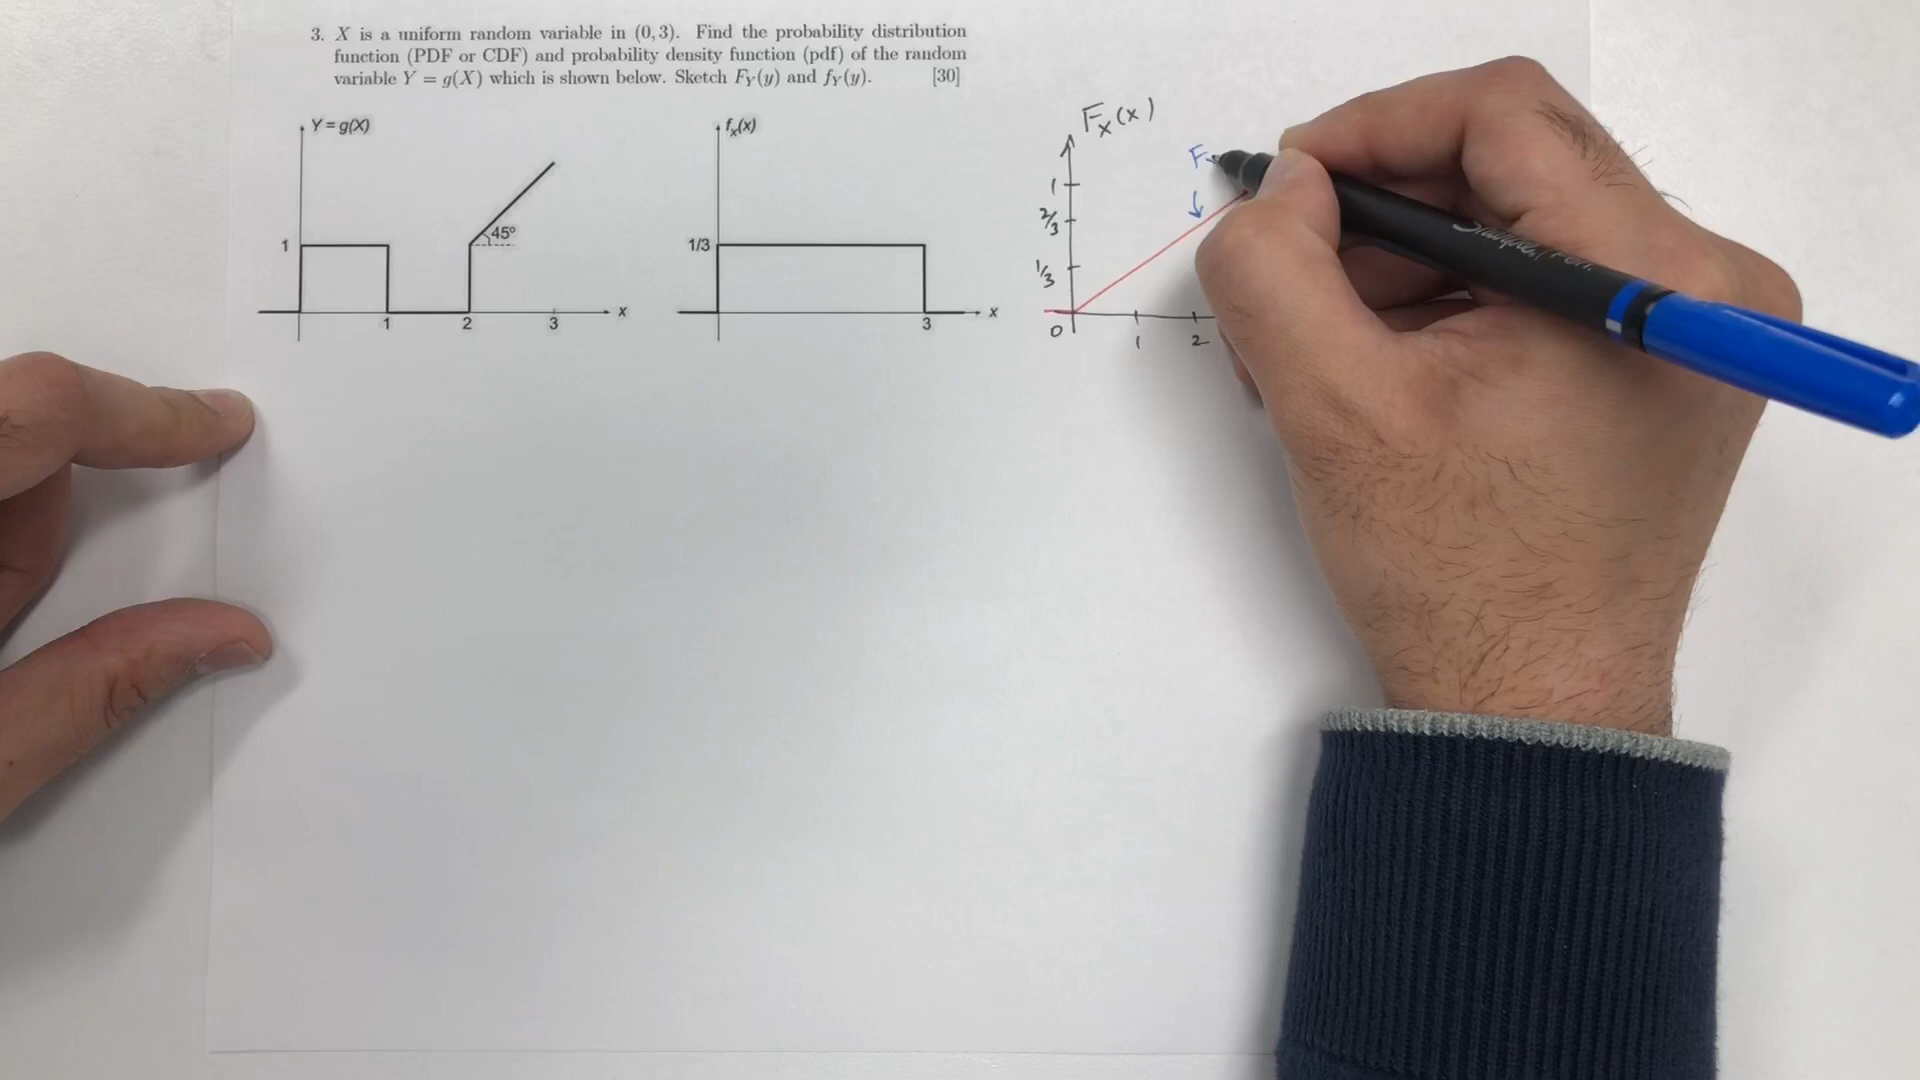 3. X is a uniform random variable in (0, 3). Find the probability distribution
function (PDF or CDF) and probability density function (pdf) of the random
variable Y = g(X) which is shown below. Sketch F_Y(y) and f_Y(y). [30]
Y = g(X)
1
45°
1
2
3
x
f_x(x)
1/3
3
x
F_x(x)
1
2/3
1/3
0
1
2
F
Sharpie Pen.